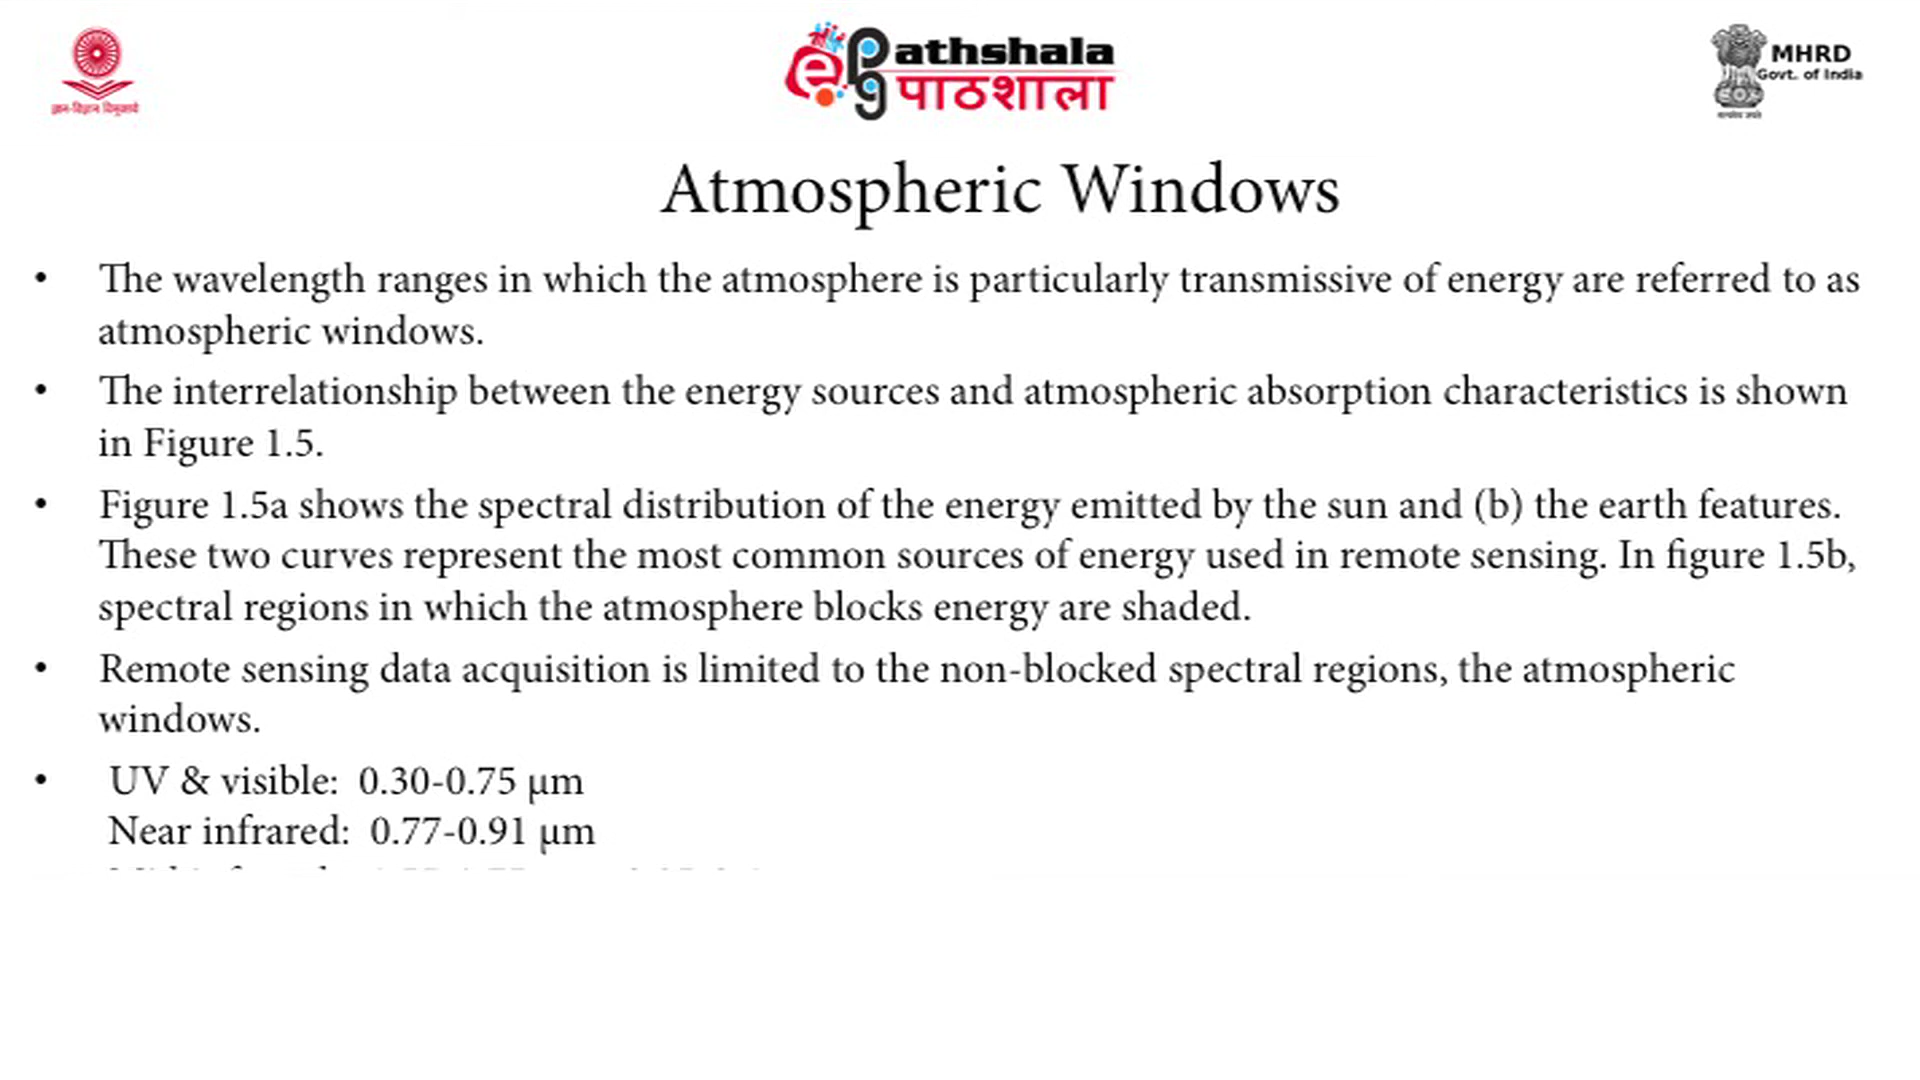 ज्ञान-विज्ञान विमुक्तये
ePathshala
पाठशाला
MHRD
Govt. of India
सत्यमेव जयते
Atmospheric Windows
• The wavelength ranges in which the atmosphere is particularly transmissive of energy are referred to as
atmospheric windows.
• The interrelationship between the energy sources and atmospheric absorption characteristics is shown
in Figure 1.5.
• Figure 1.5a shows the spectral distribution of the energy emitted by the sun and (b) the earth features.
These two curves represent the most common sources of energy used in remote sensing. In figure 1.5b,
spectral regions in which the atmosphere blocks energy are shaded.
• Remote sensing data acquisition is limited to the non-blocked spectral regions, the atmospheric
windows.
• UV & visible: 0.30-0.75 μm
Near infrared: 0.77-0.91 μm